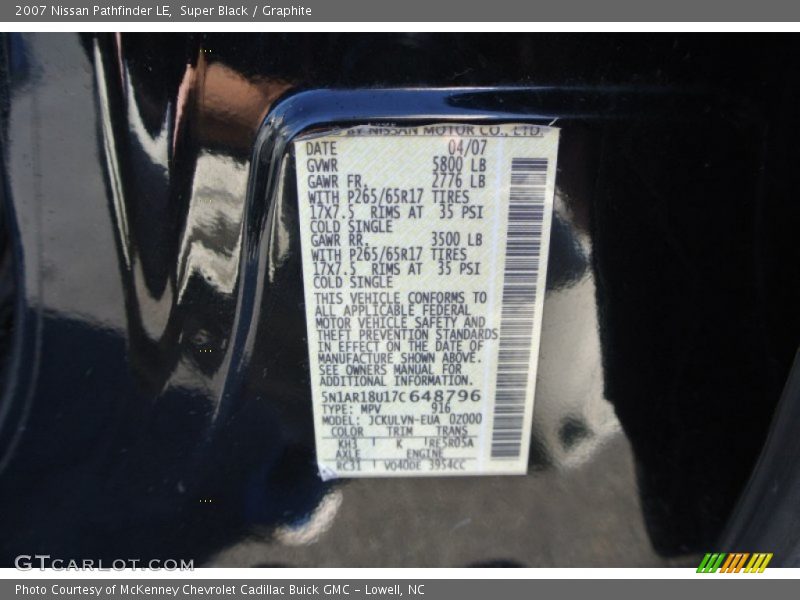 2007 Nissan Pathfinder LE, Super Black / Graphite
BY NISSAN MOTOR CO., LTD.
DATE 04/07
GVWR 5800 LB
GAWR FR. 2776 LB
WITH P265/65R17 TIRES
17X7.5 RIMS AT 35 PSI
COLD SINGLE
GAWR RR. 3500 LB
WITH P265/65R17 TIRES
17X7.5 RIMS AT 35 PSI
COLD SINGLE
THIS VEHICLE CONFORMS TO
ALL APPLICABLE FEDERAL
MOTOR VEHICLE SAFETY AND
THEFT PREVENTION STANDARDS
IN EFFECT ON THE DATE OF
MANUFACTURE SHOWN ABOVE.
SEE OWNERS MANUAL FOR
ADDITIONAL INFORMATION.
5N1AR18U17C648796
TYPE: MPV 916
MODEL: JCKULVN-EUA 0Z000
COLOR TRIM TRANS
KH3 K RE5R05A
AXLE ENGINE
RC31 VQ40DE 3954CC
GTCARLOT.COM
Photo Courtesy of McKenney Chevrolet Cadillac Buick GMC - Lowell, NC